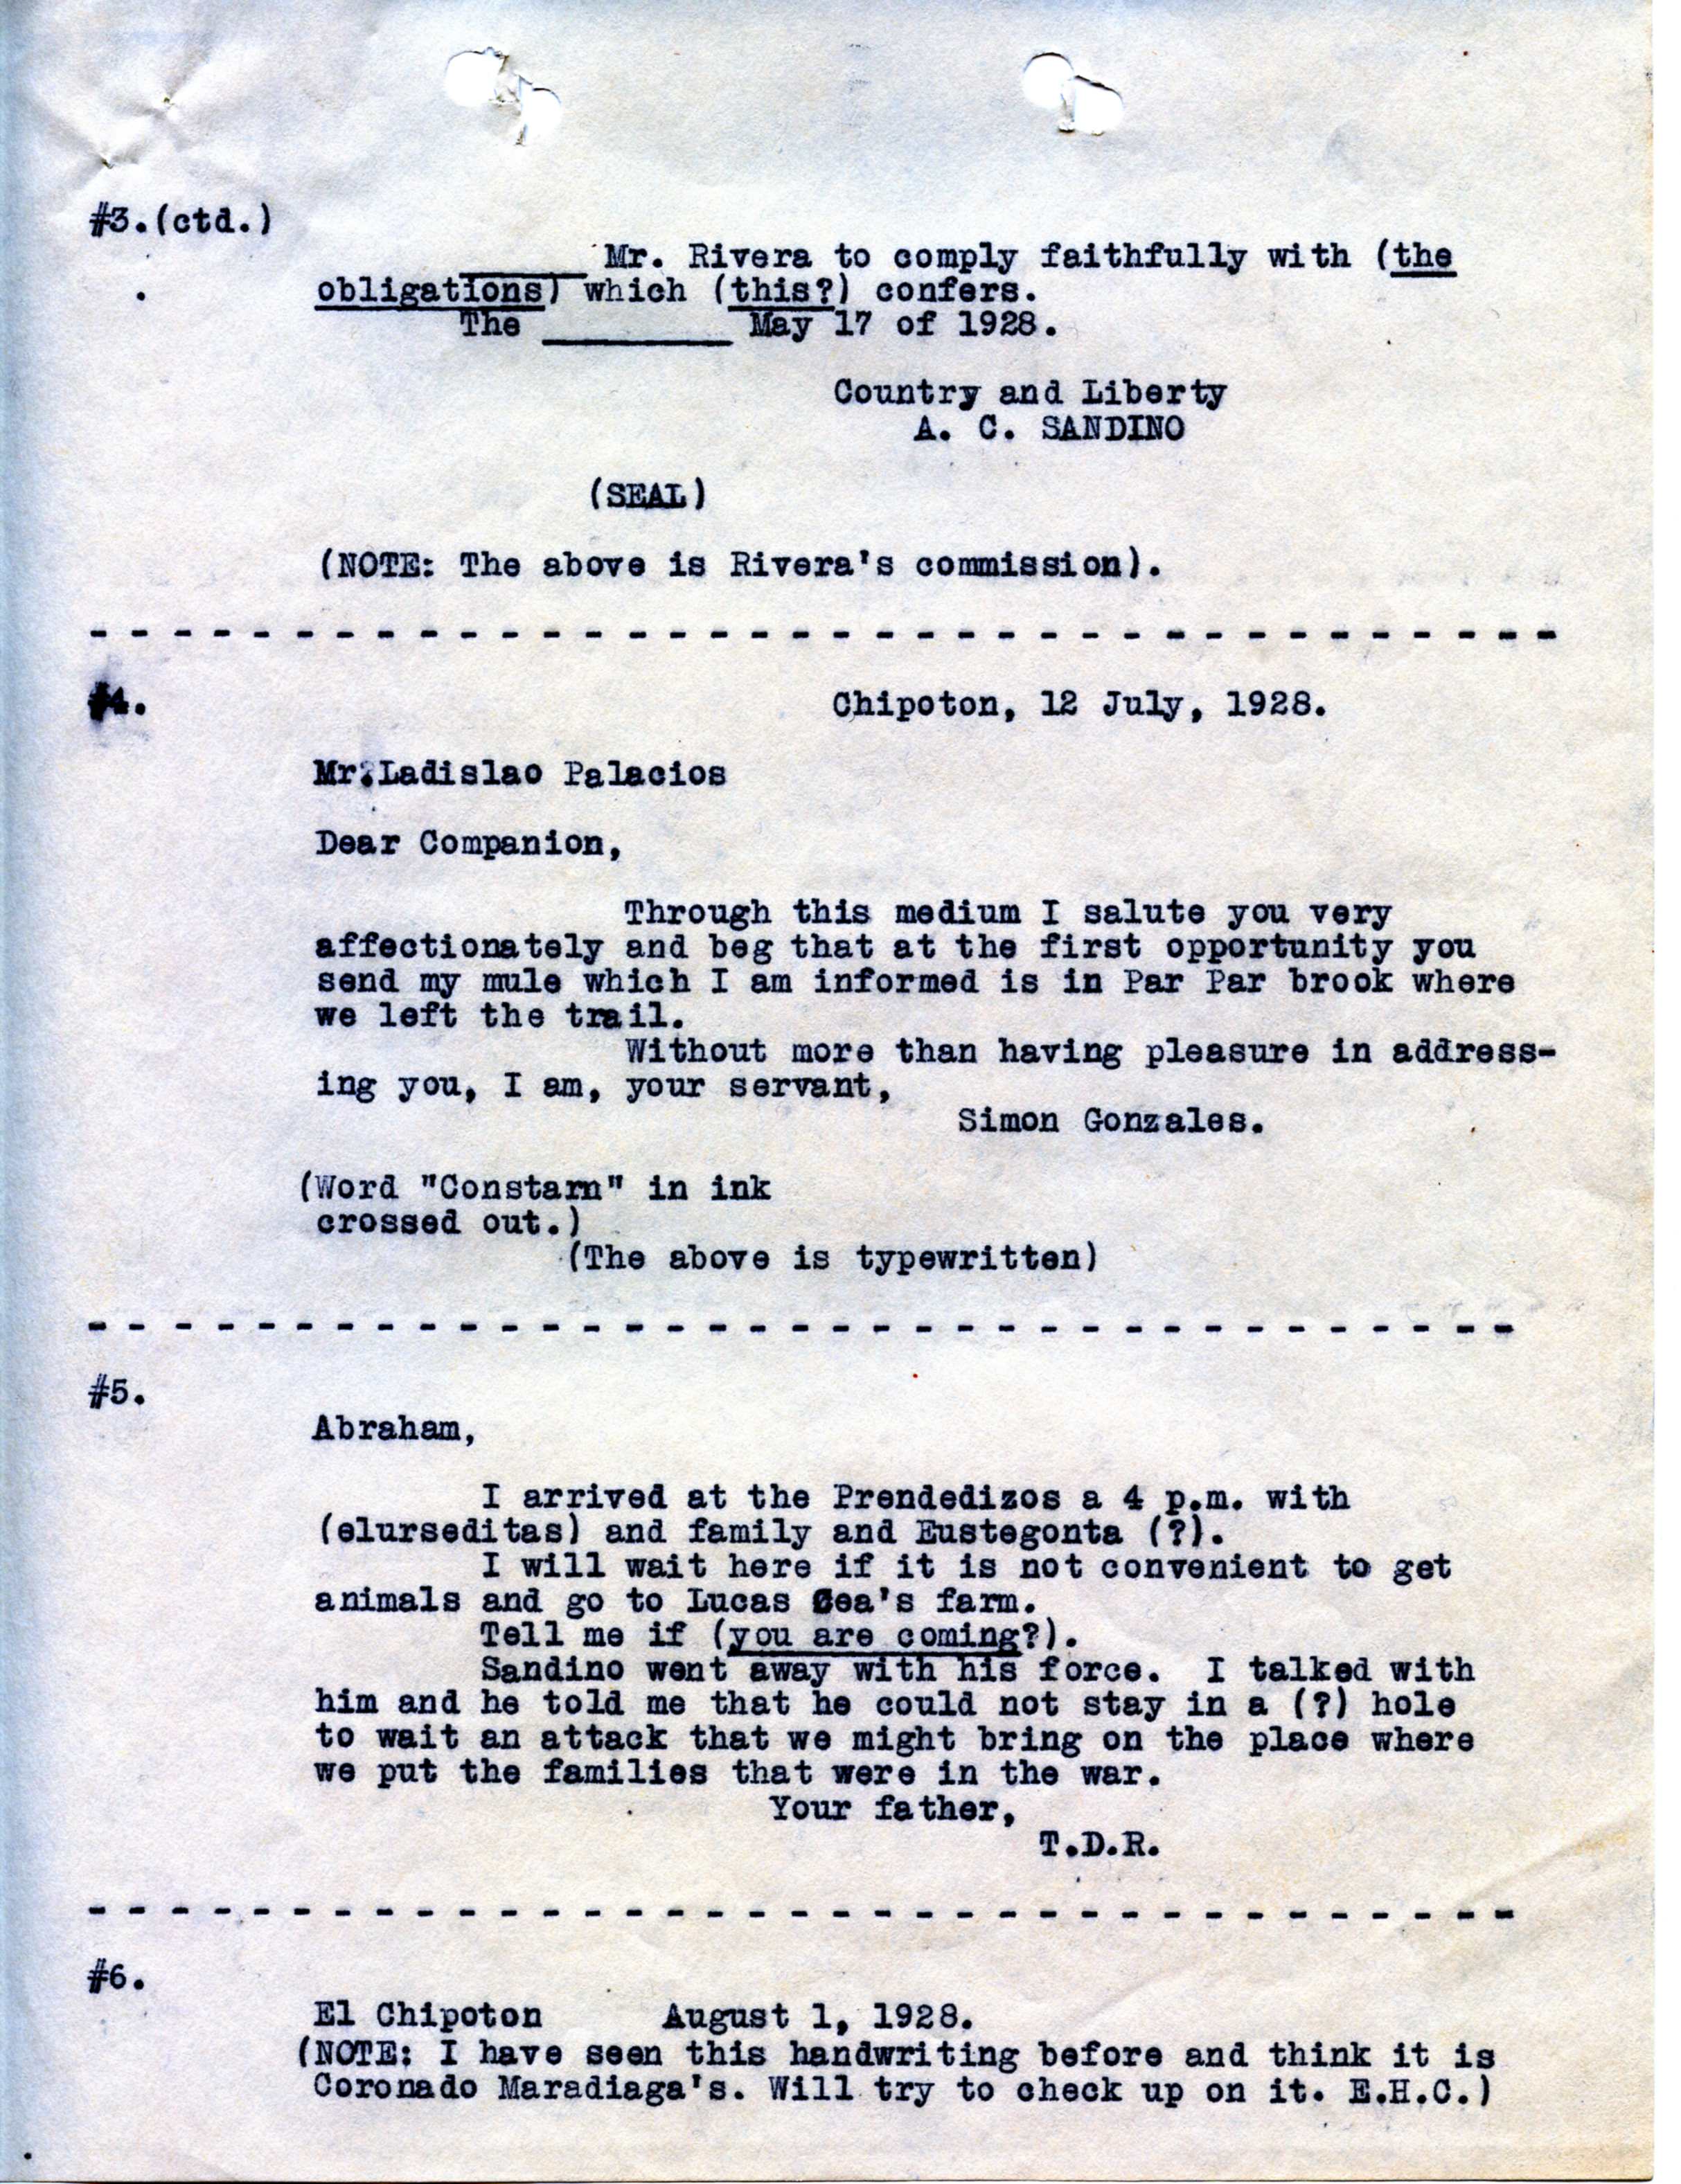 #3.(ctd.)
______ Mr. Rivera to comply faithfully with (the
obligations) which (this?) confers.
The _________ May 17 of 1928.
Country and Liberty
A. C. SANDINO
(SEAL)
(NOTE: The above is Rivera's commission).
- - - - - - - - - - - - - - - - - - - - - - - - - - - - - - - - - - - -
#4.
Chipoton, 12 July, 1928.
Mr.Ladislao Palacios
Dear Companion,
Through this medium I salute you very
affectionately and beg that at the first opportunity you
send my mule which I am informed is in Par Par brook where
we left the trail.
Without more than having pleasure in address-
ing you, I am, your servant,
Simon Gonzales.
(Word "Constarn" in ink
crossed out.)
(The above is typewritten)
- - - - - - - - - - - - - - - - - - - - - - - - - - - - - - - - - - -
#5.
Abraham,
I arrived at the Prendedizos a 4 p.m. with
(elurseditas) and family and Eustegonta (?).
I will wait here if it is not convenient to get
animals and go to Lucas Cea's farm.
Tell me if (you are coming?).
Sandino went away with his force. I talked with
him and he told me that he could not stay in a (?) hole
to wait an attack that we might bring on the place where
we put the families that were in the war.
Your father,
T.D.R.
- - - - - - - - - - - - - - - - - - - - - - - - - - - - - - - - - - -
#6.
El Chipoton August 1, 1928.
(NOTE: I have seen this handwriting before and think it is
Coronado Maradiaga's. Will try to check up on it. E.H.C.)